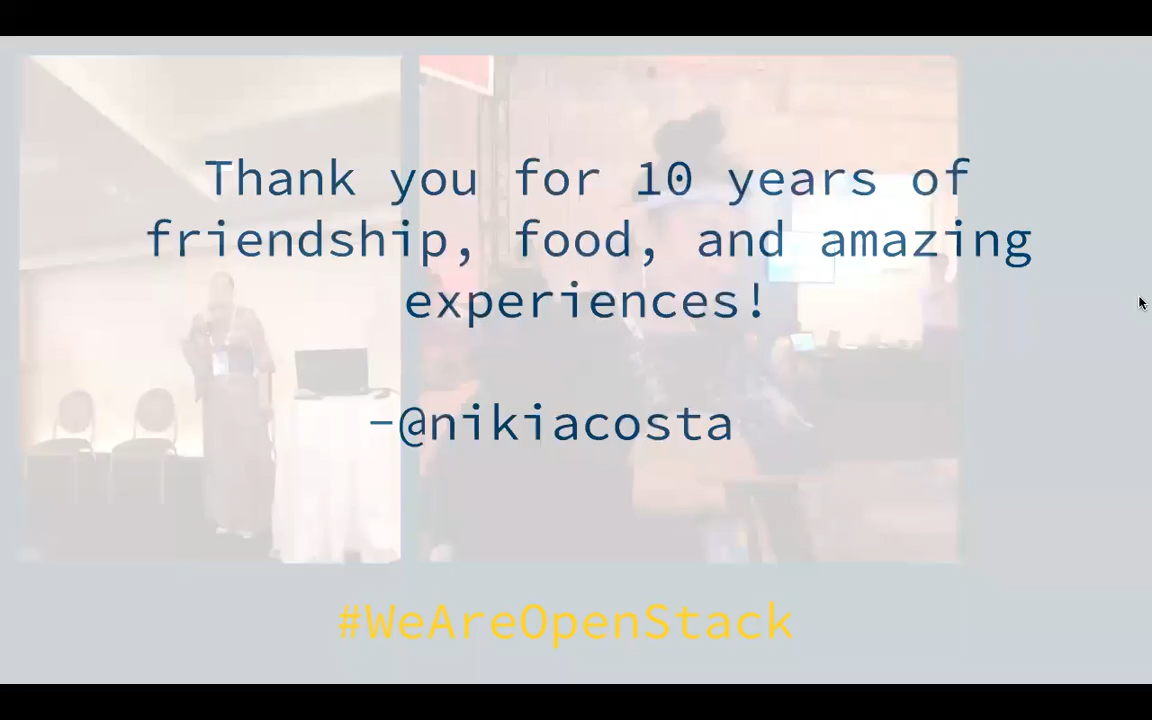 Thank you for 10 years of
friendship, food, and amazing
experiences!
-@nikiacosta
#WeAreOpenStack